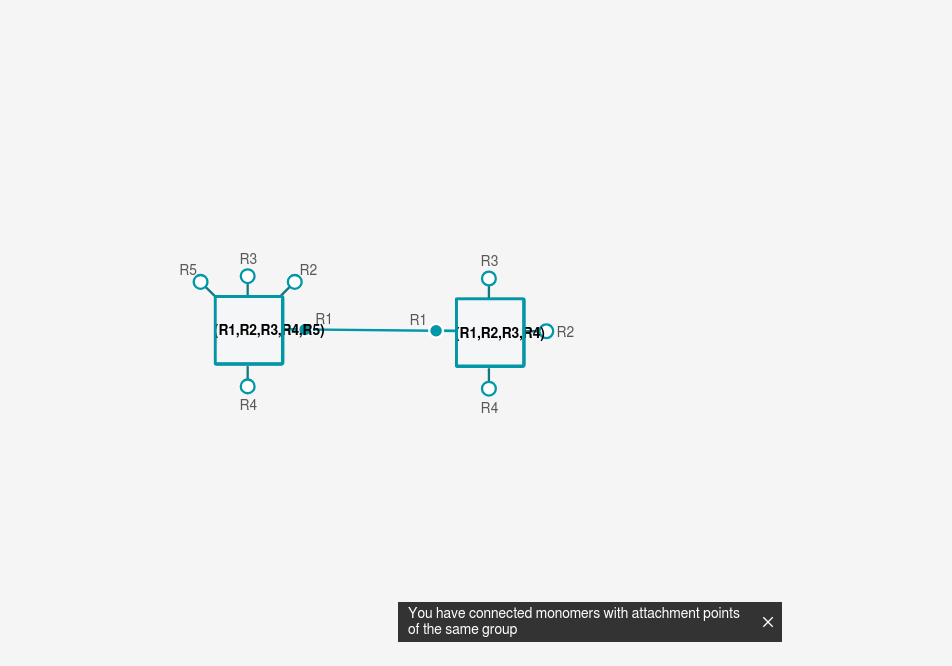 R5
R3
R2
R3
(R1,R2,R3,R4,R5)
R1
R1
(R1,R2,R3,R4)
R2
R4
R4
You have connected monomers with attachment points
of the same group